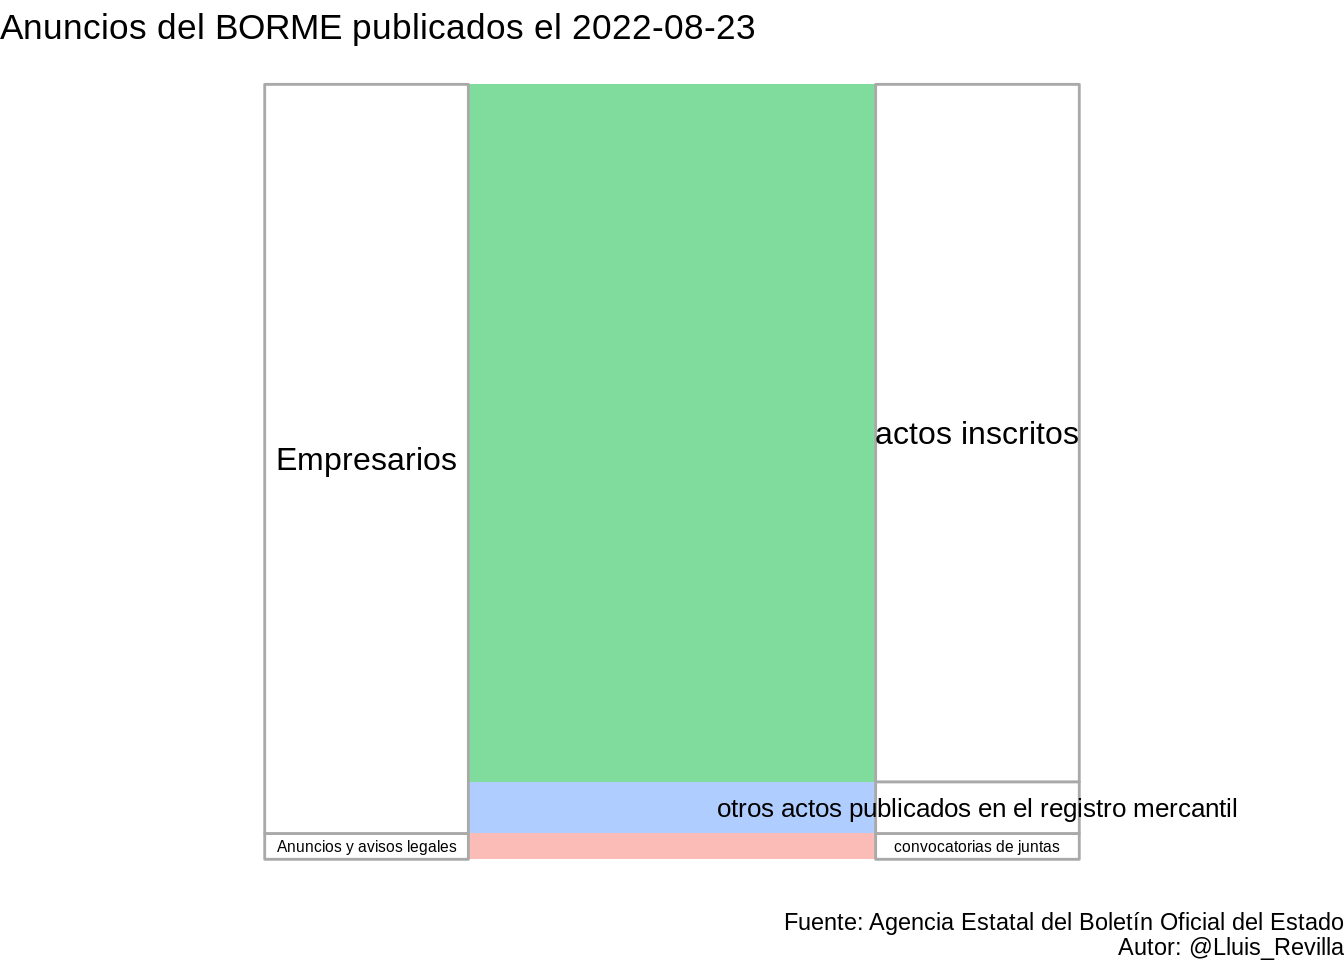 Anuncios del BORME publicados el 2022-08-23
actos inscritos
Empresarios
otros actos publicados en el registro mercantil
Anuncios y avisos legales
convocatorias de juntas
Fuente: Agencia Estatal del Boletín Oficial del Estado
Autor: @Lluis_Revilla